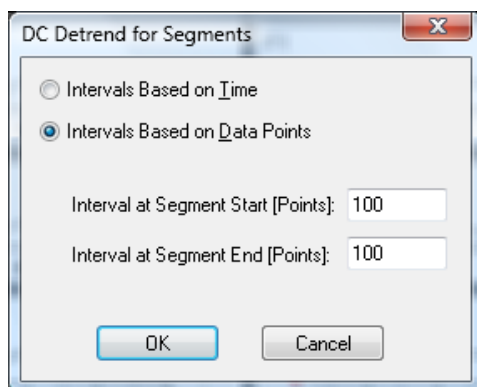 DC Detrend for Segments
Intervals Based on Time
Intervals Based on Data Points
Interval at Segment Start [Points]: 100
Interval at Segment End [Points]: 100
OK Cancel